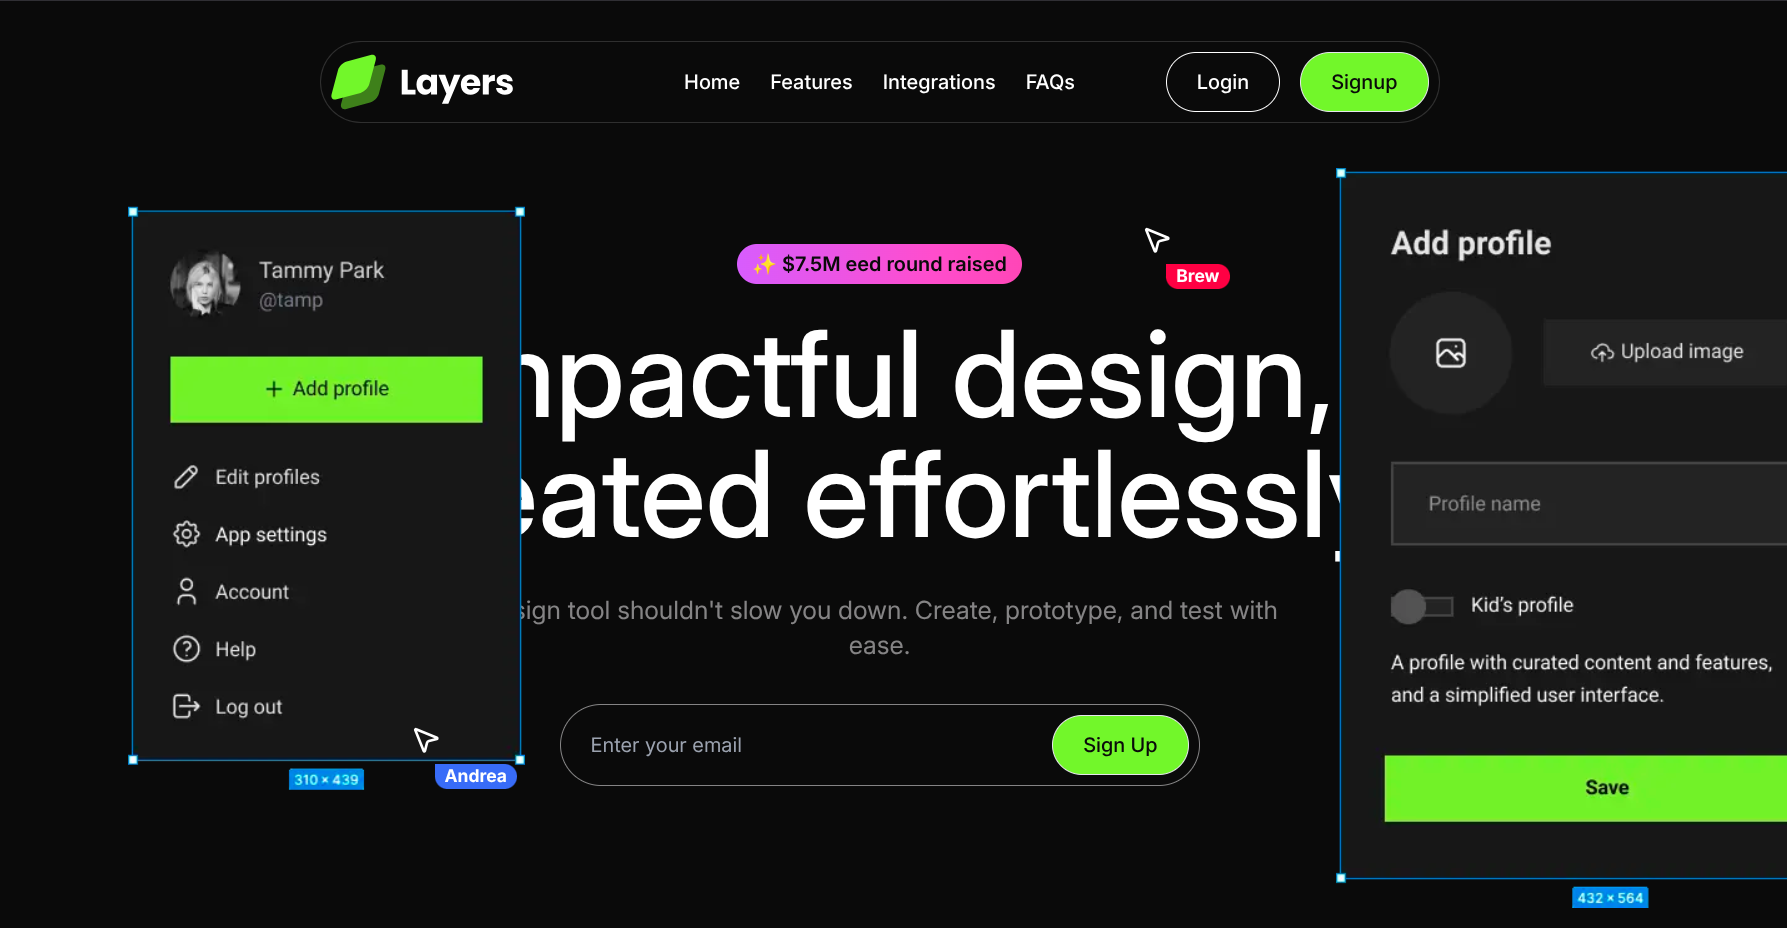 Layers
Home Features Integrations FAQs
Login
Signup
Tammy Park
@tamp
+ Add profile
Edit profiles
App settings
Account
Help
Log out
310 × 439
Andrea
✨ $7.5M eed round raised
Brew
mpactful design,
eated effortlessly
sign tool shouldn't slow you down. Create, prototype, and test with
ease.
Enter your email
Sign Up
Add profile
Upload image
Profile name
Kid’s profile
A profile with curated content and features,
and a simplified user interface.
Save
432 × 564